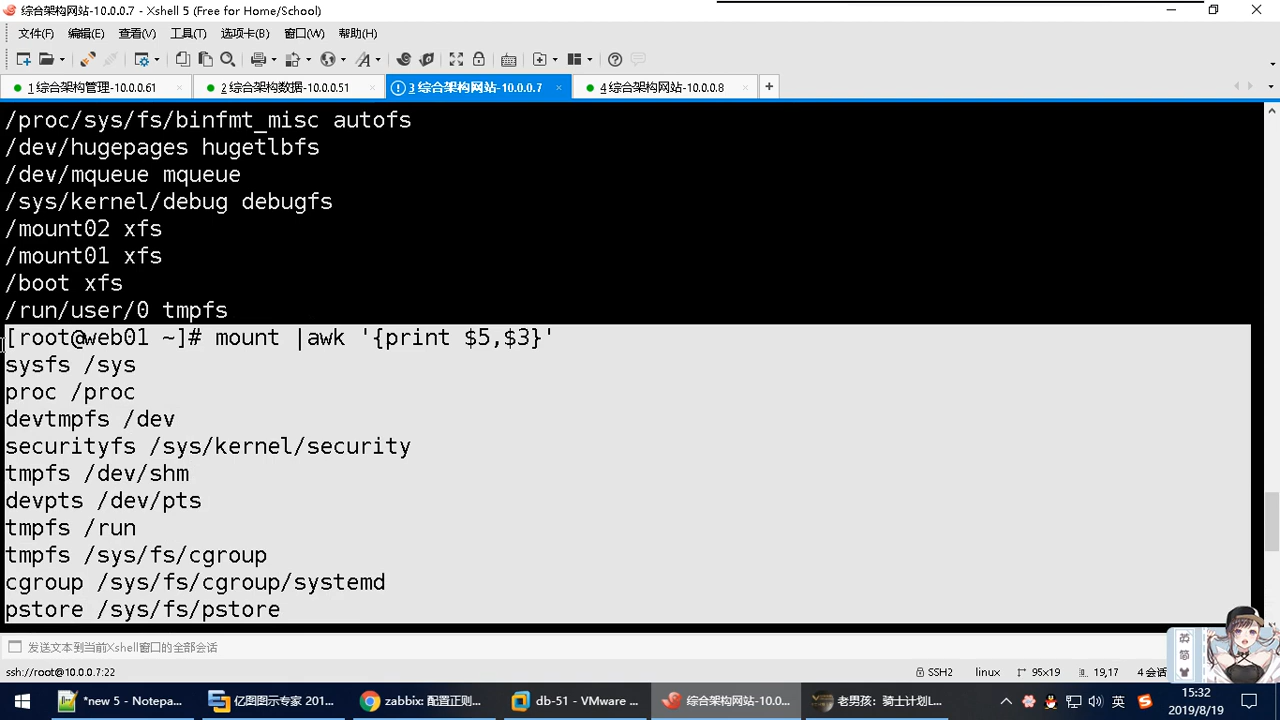 综合架构网站-10.0.0.7 - Xshell 5 (Free for Home/School)
文件(F) 编辑(E) 查看(V) 工具(T) 选项卡(B) 窗口(W) 帮助(H)
1 综合架构管理-10.0.0.61 × 2 综合架构数据-10.0.0.51 × 3 综合架构网站-10.0.0.7 × 4 综合架构网站-10.0.0.8 × +
/proc/sys/fs/binfmt_misc autofs
/dev/hugepages hugetlbfs
/dev/mqueue mqueue
/sys/kernel/debug debugfs
/mount02 xfs
/mount01 xfs
/boot xfs
/run/user/0 tmpfs
[root@web01 ~]# mount |awk '{print $5,$3}'
sysfs /sys
proc /proc
devtmpfs /dev
securityfs /sys/kernel/security
tmpfs /dev/shm
devpts /dev/pts
tmpfs /run
tmpfs /sys/fs/cgroup
cgroup /sys/fs/cgroup/systemd
pstore /sys/fs/pstore
发送文本到当前Xshell窗口的全部会话
英
简
ssh://root@10.0.0.7:22 SSH2 linux 95x19 19,17 4 会话
*new 5 - Notepa... 亿图图示专家 201... zabbix: 配置正则... db-51 - VMware ... 综合架构网站-10.0... 老男孩：骑士计划L... 英 15:32
2019/8/19